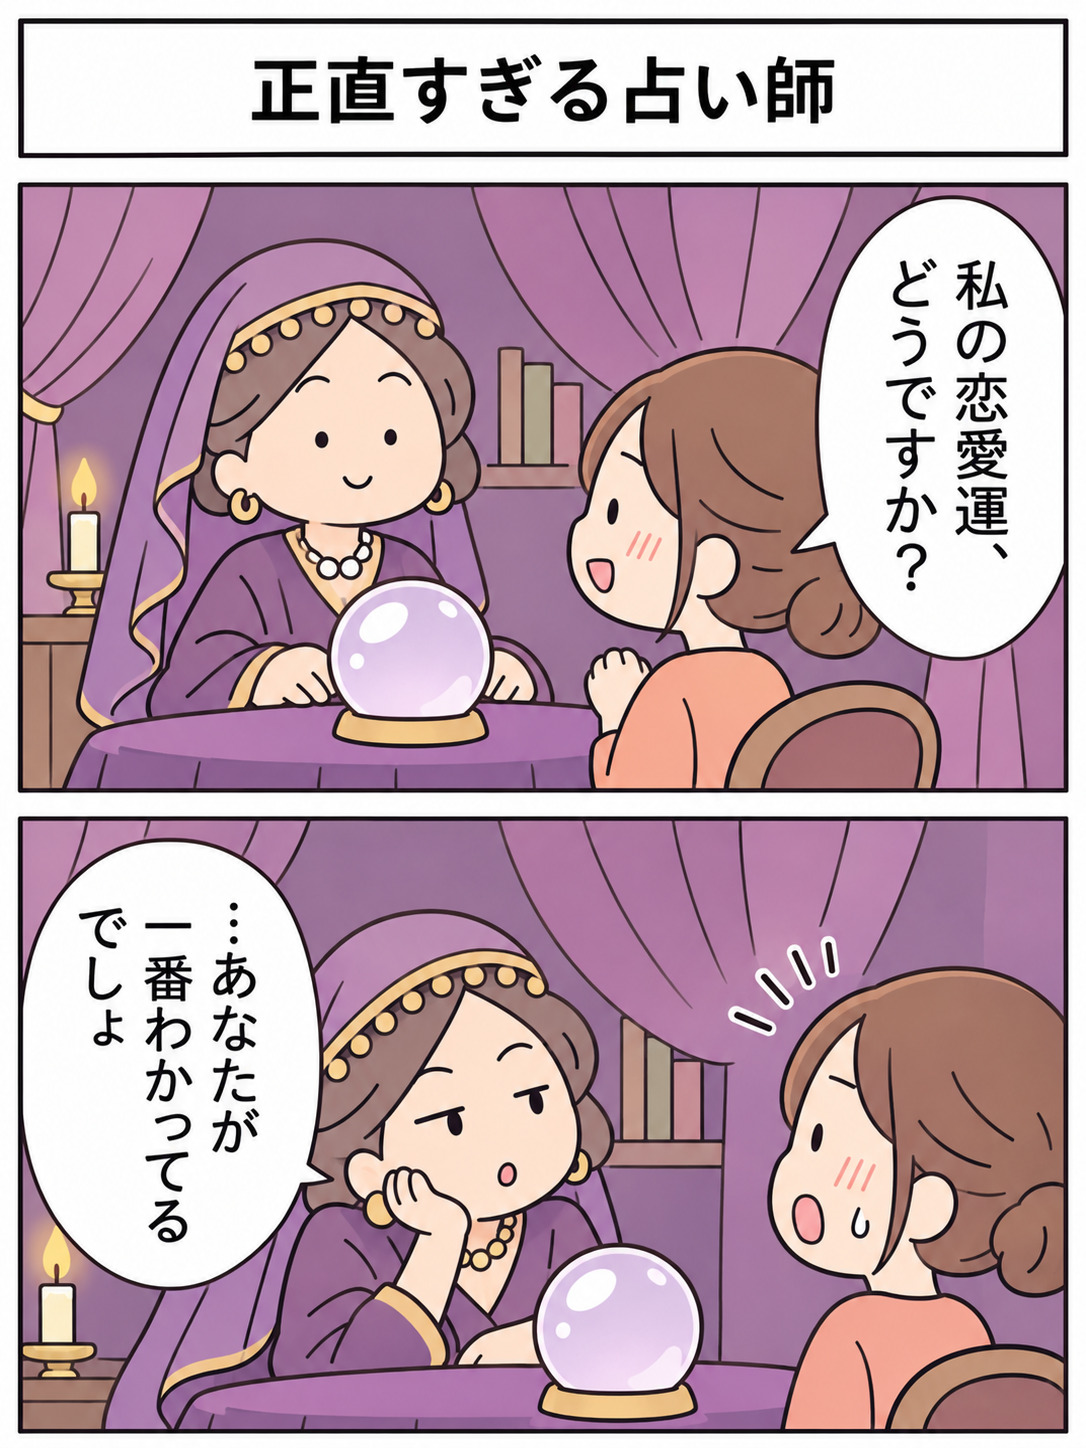 正直すぎる占い師
私の恋愛運、
どうですか？
…あなたが
一番わかってる
でしょ